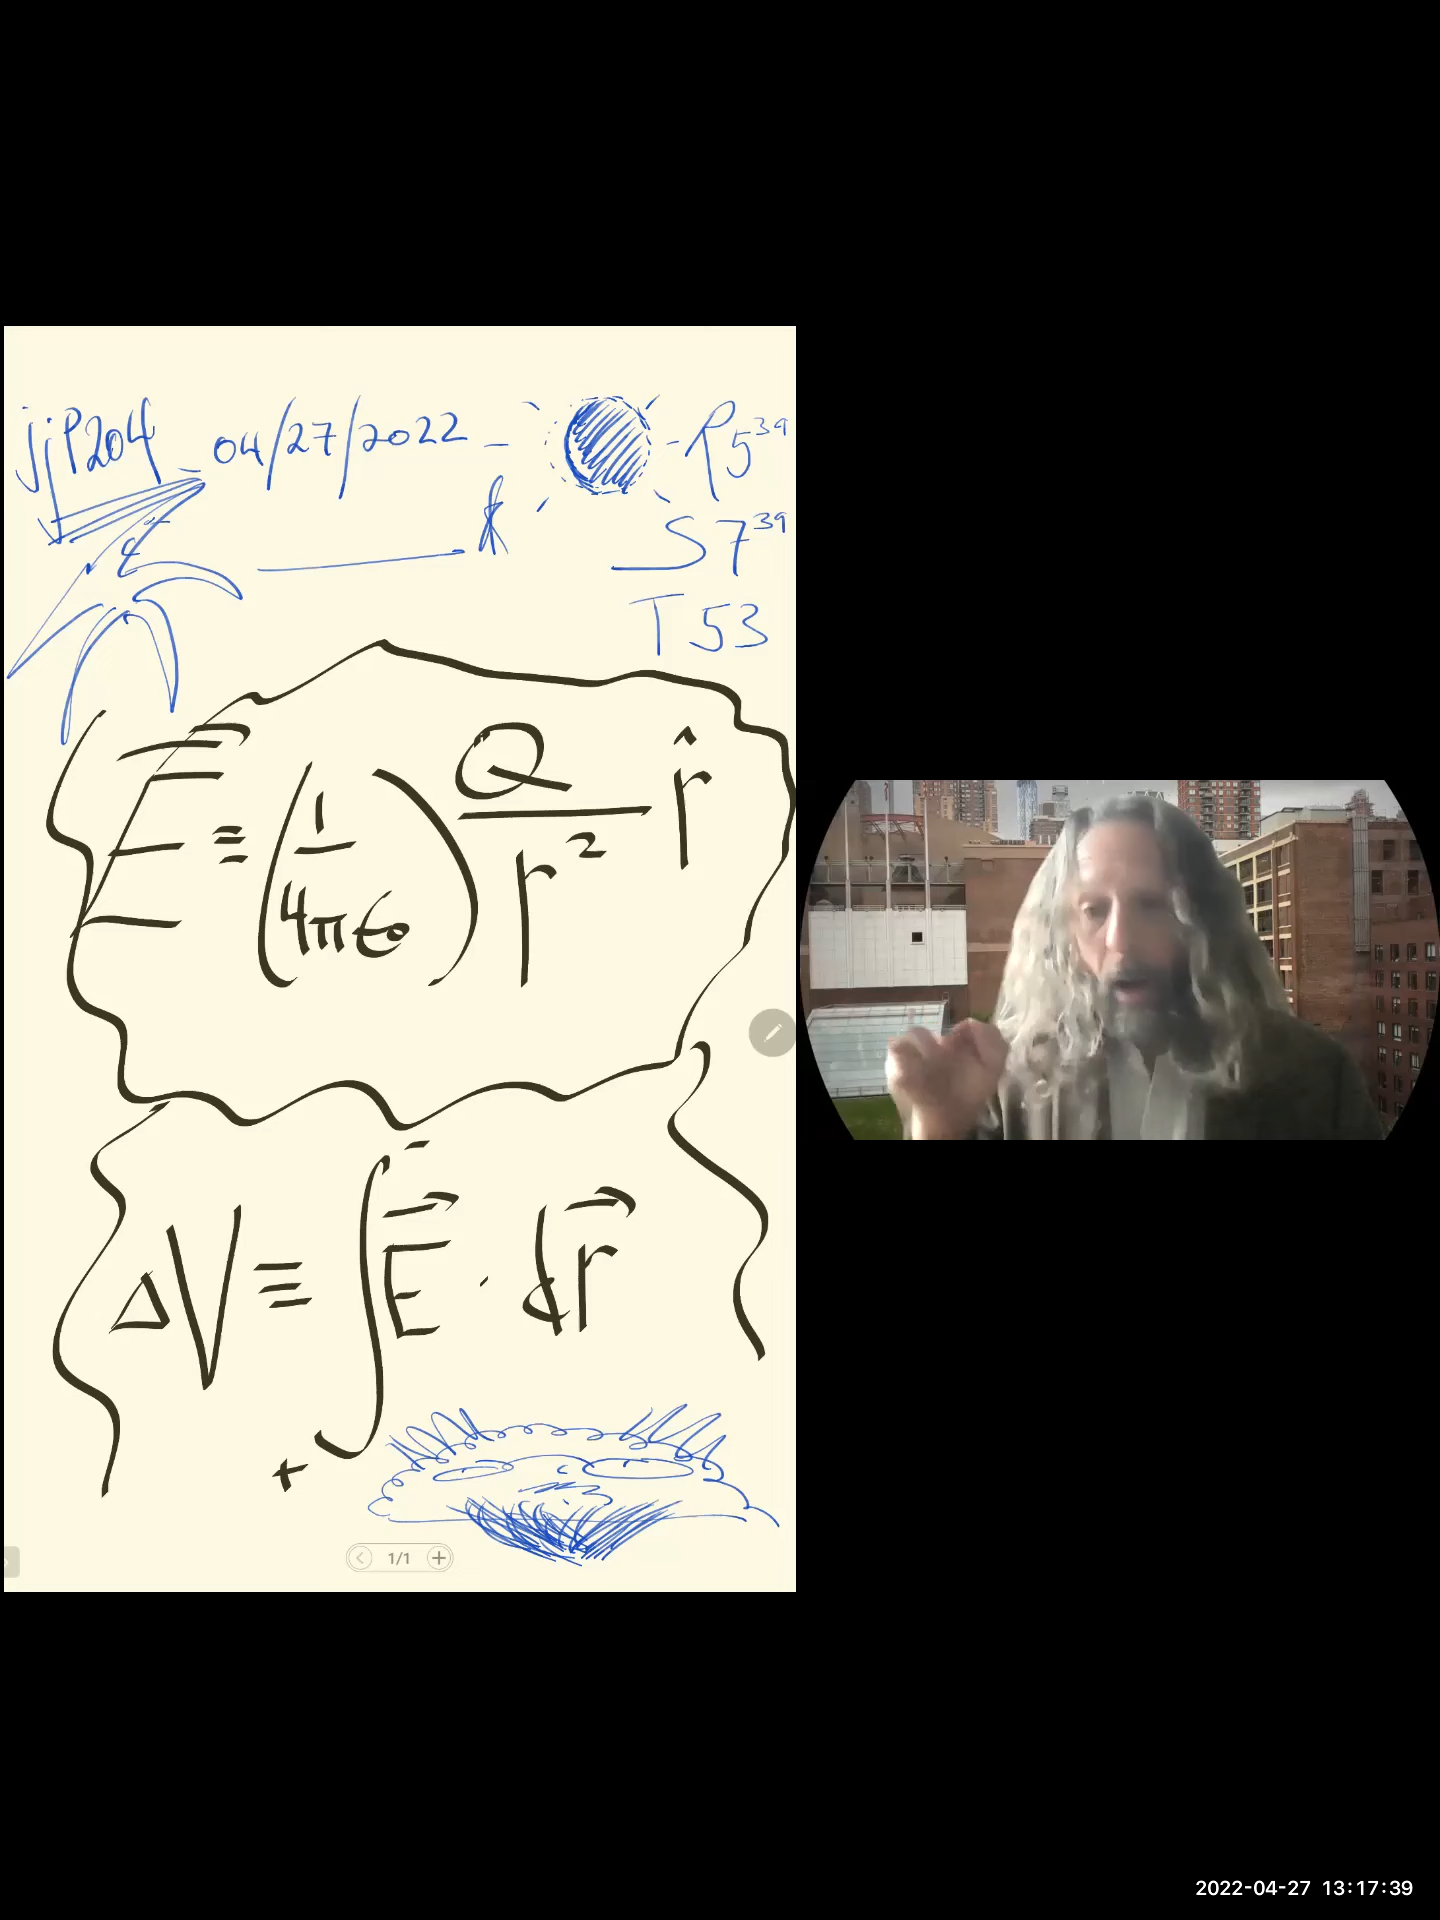 jjP204 - 04/27/2022 - - R5³⁹
S7³⁹
T53
E⃗ ≡ (1/4πε₀) Q/r² r̂
ΔV ≡ ∫₊⁻ E⃗ · dr⃗
1/1
2022-04-27 13:17:39